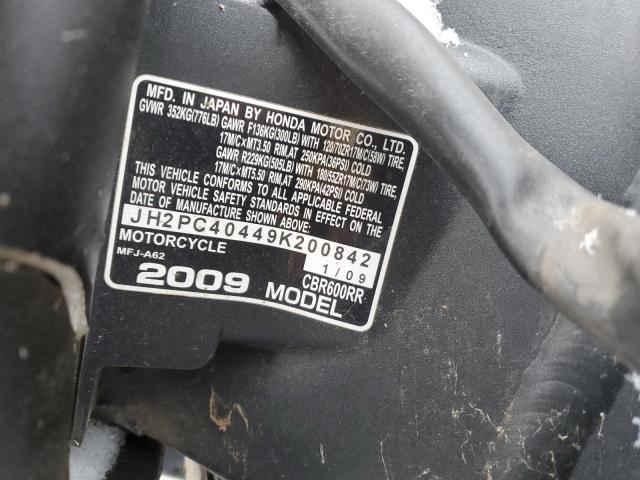 MFD. IN JAPAN BY HONDA MOTOR CO., LTD.
GVWR 352KG(776LB) GAWR F136KG(300LB) WITH 120/70ZR17M/C(58W) TIRE,
17M/CxMT3.50 RIM,AT 250KPA(36PSI) COLD
GAWR R229KG(505LB) WITH 180/55ZR17M/C(73W) TIRE,
17M/CxMT5.50 RIM,AT 290KPA(42PSI) COLD
THIS VEHICLE CONFORMS TO ALL APPLICABLE FEDERAL
MOTOR VEHICLE SAFETY STANDARDS IN EFFECT ON THE
DATE OF MANUFACTURE SHOWN ABOVE.
JH2PC40449K200842
MOTORCYCLE 1/09
MFJ-A62 CBR600RR
2009 MODEL